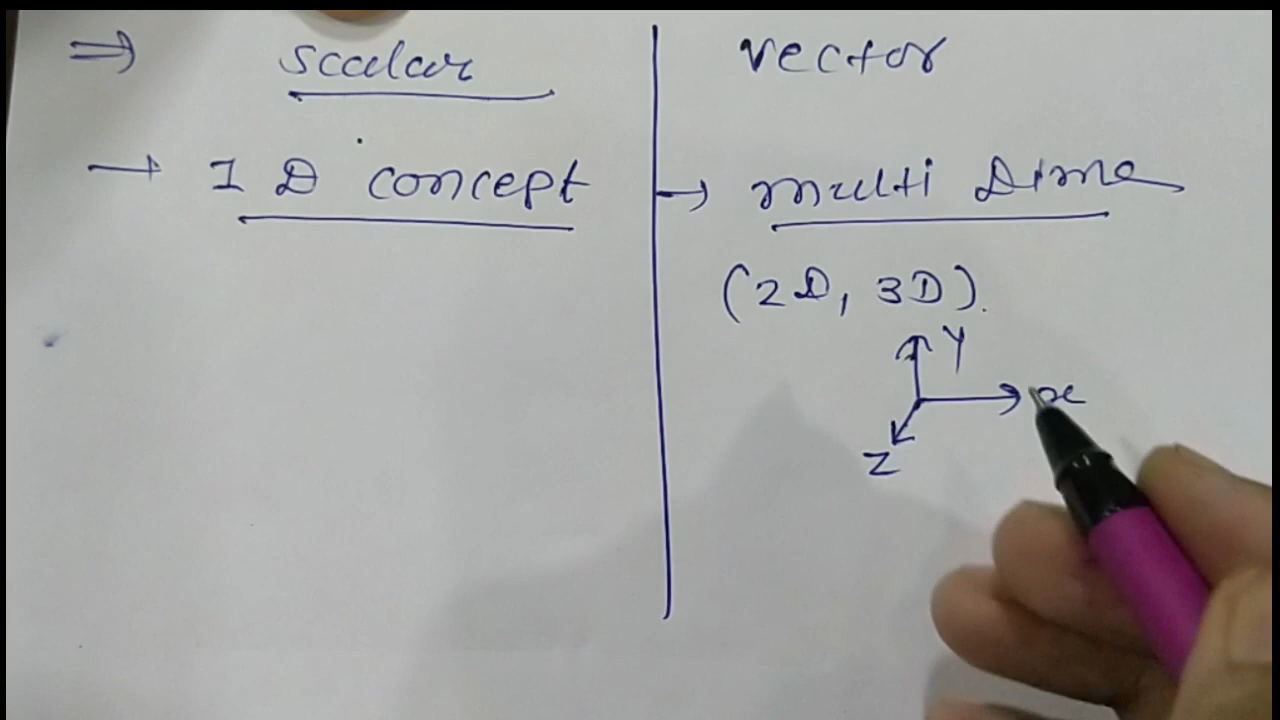 ⇒ scalar
vector
→ 1 D concept
→ multi Dime
(2D, 3D).
Y
x
Z